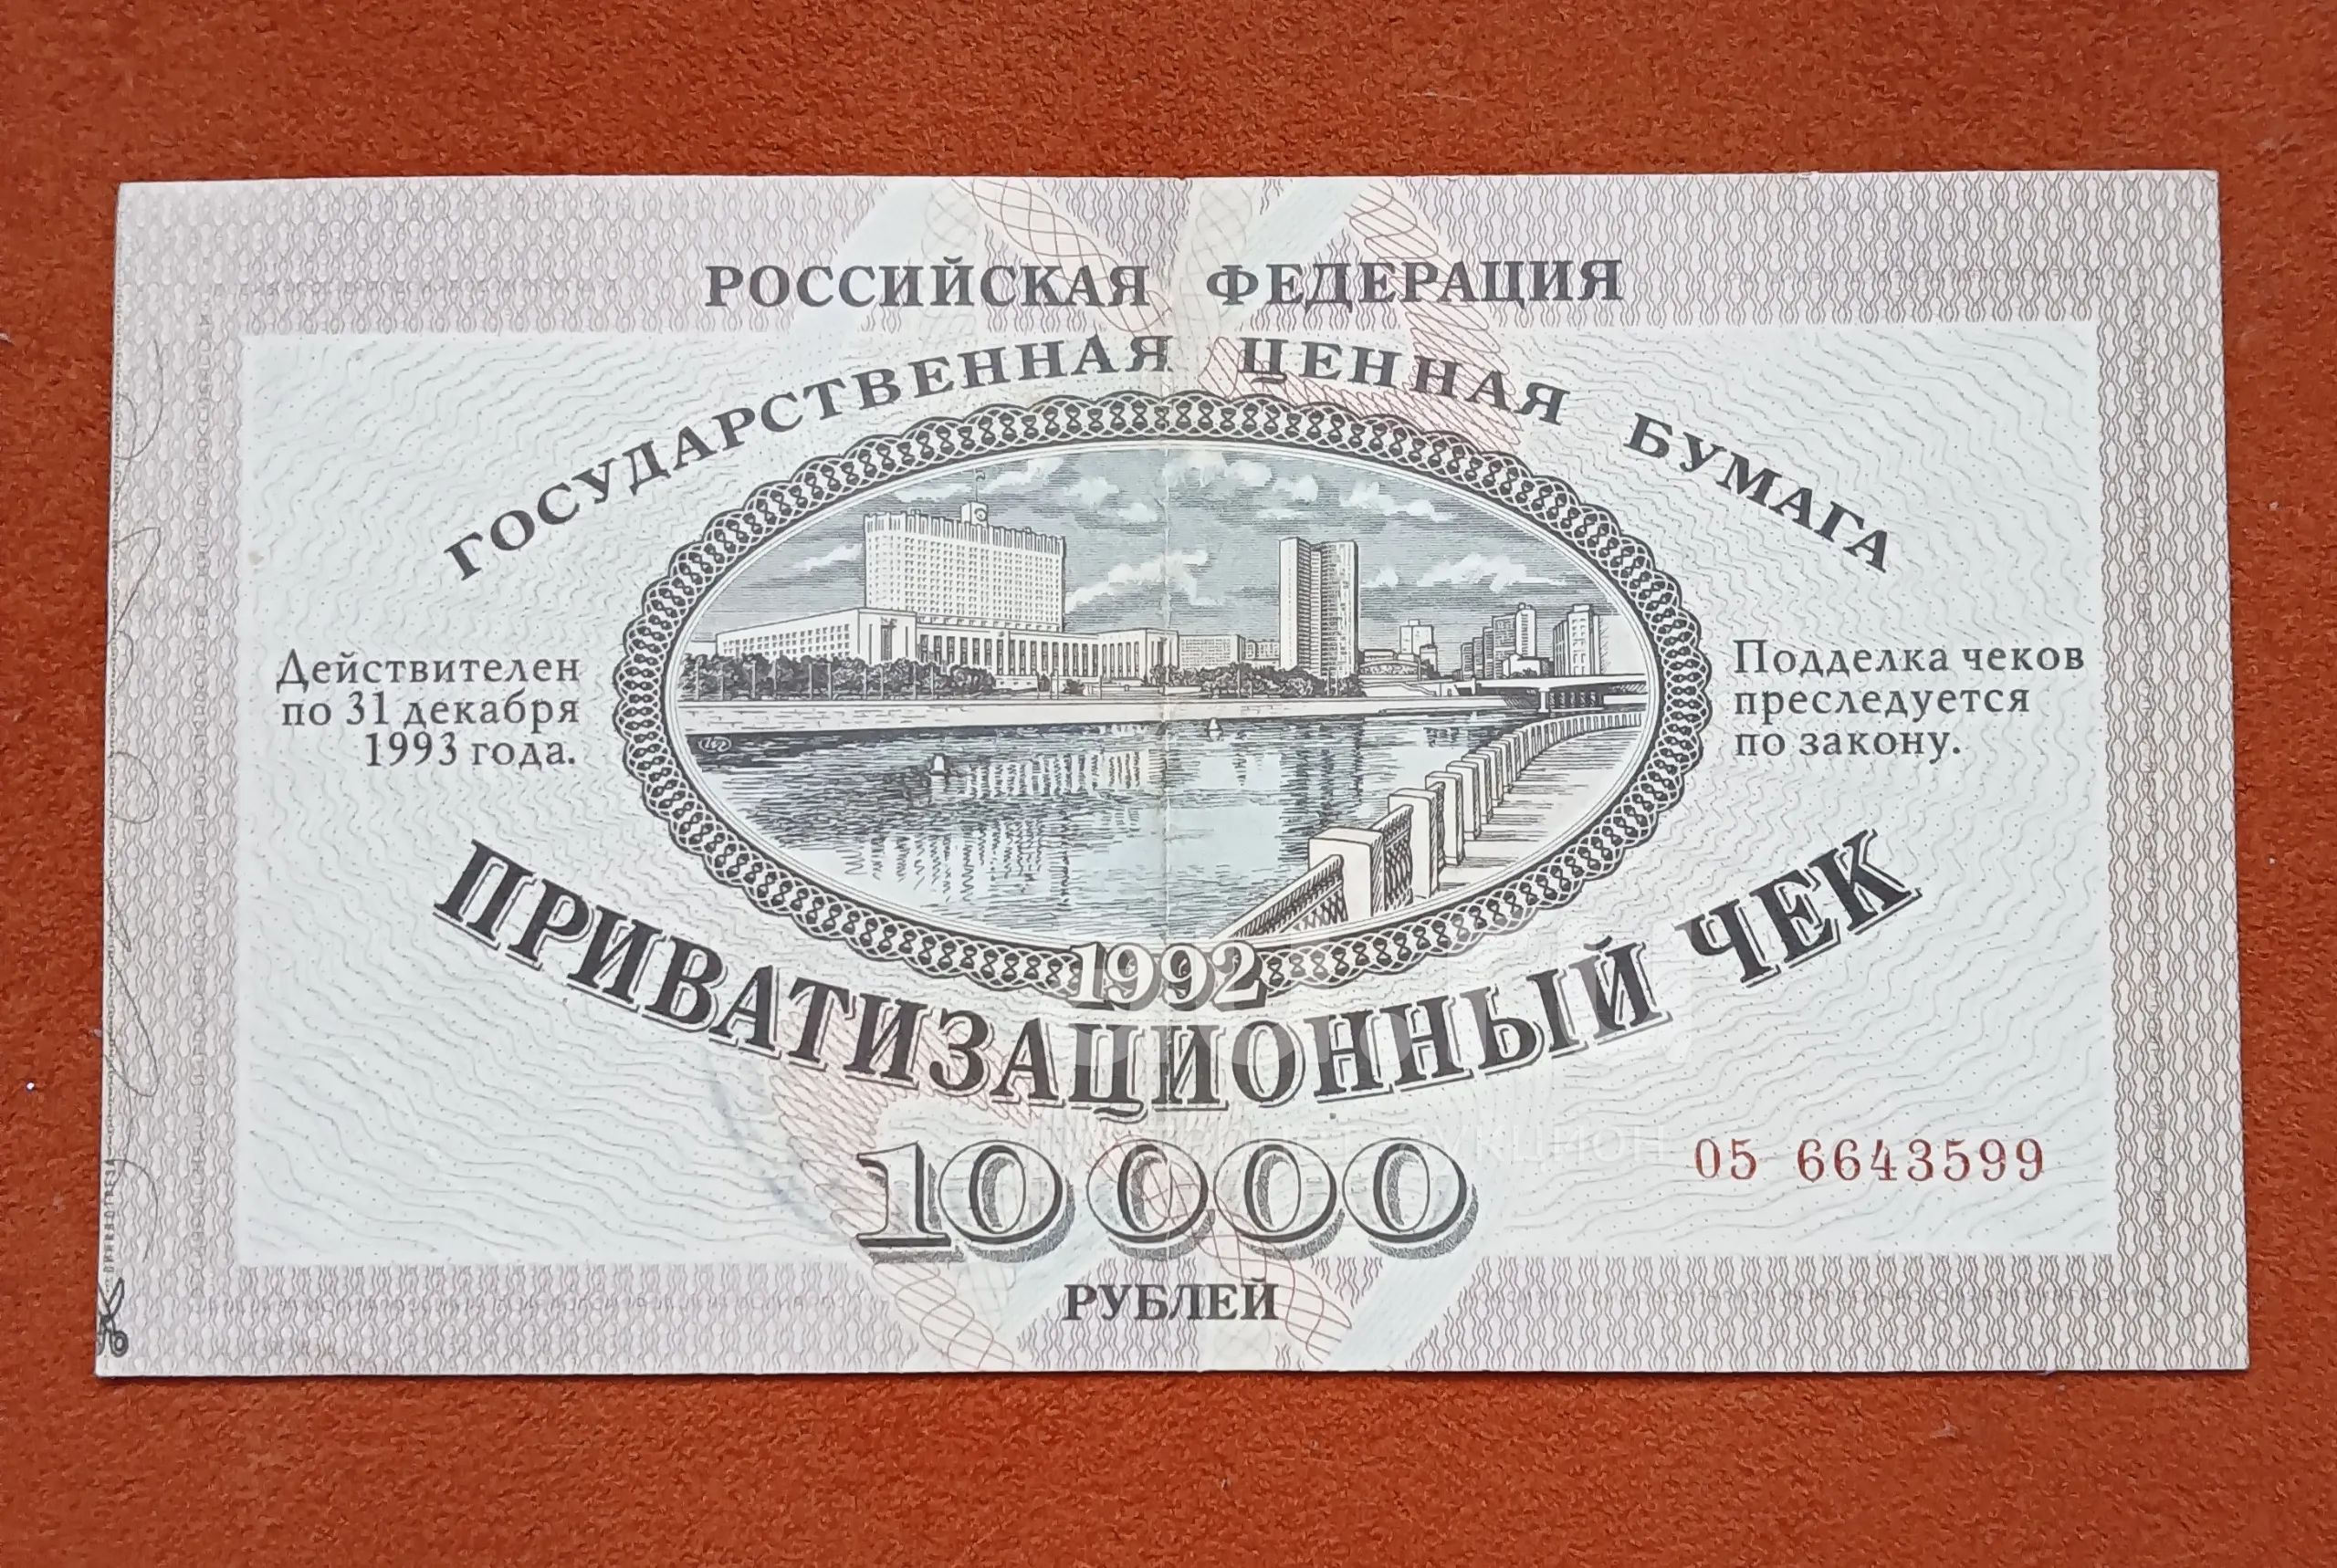 РОССИЙСКАЯ ФЕДЕРАЦИЯ
ГОСУДАРСТВЕННАЯ ЦЕННАЯ БУМАГА
Действителен
по 31 декабря
1993 года.
Подделка чеков
преследуется
по закону.
1992
ПРИВАТИЗАЦИОННЫЙ ЧЕК
10 000
РУБЛЕЙ
05 6643599